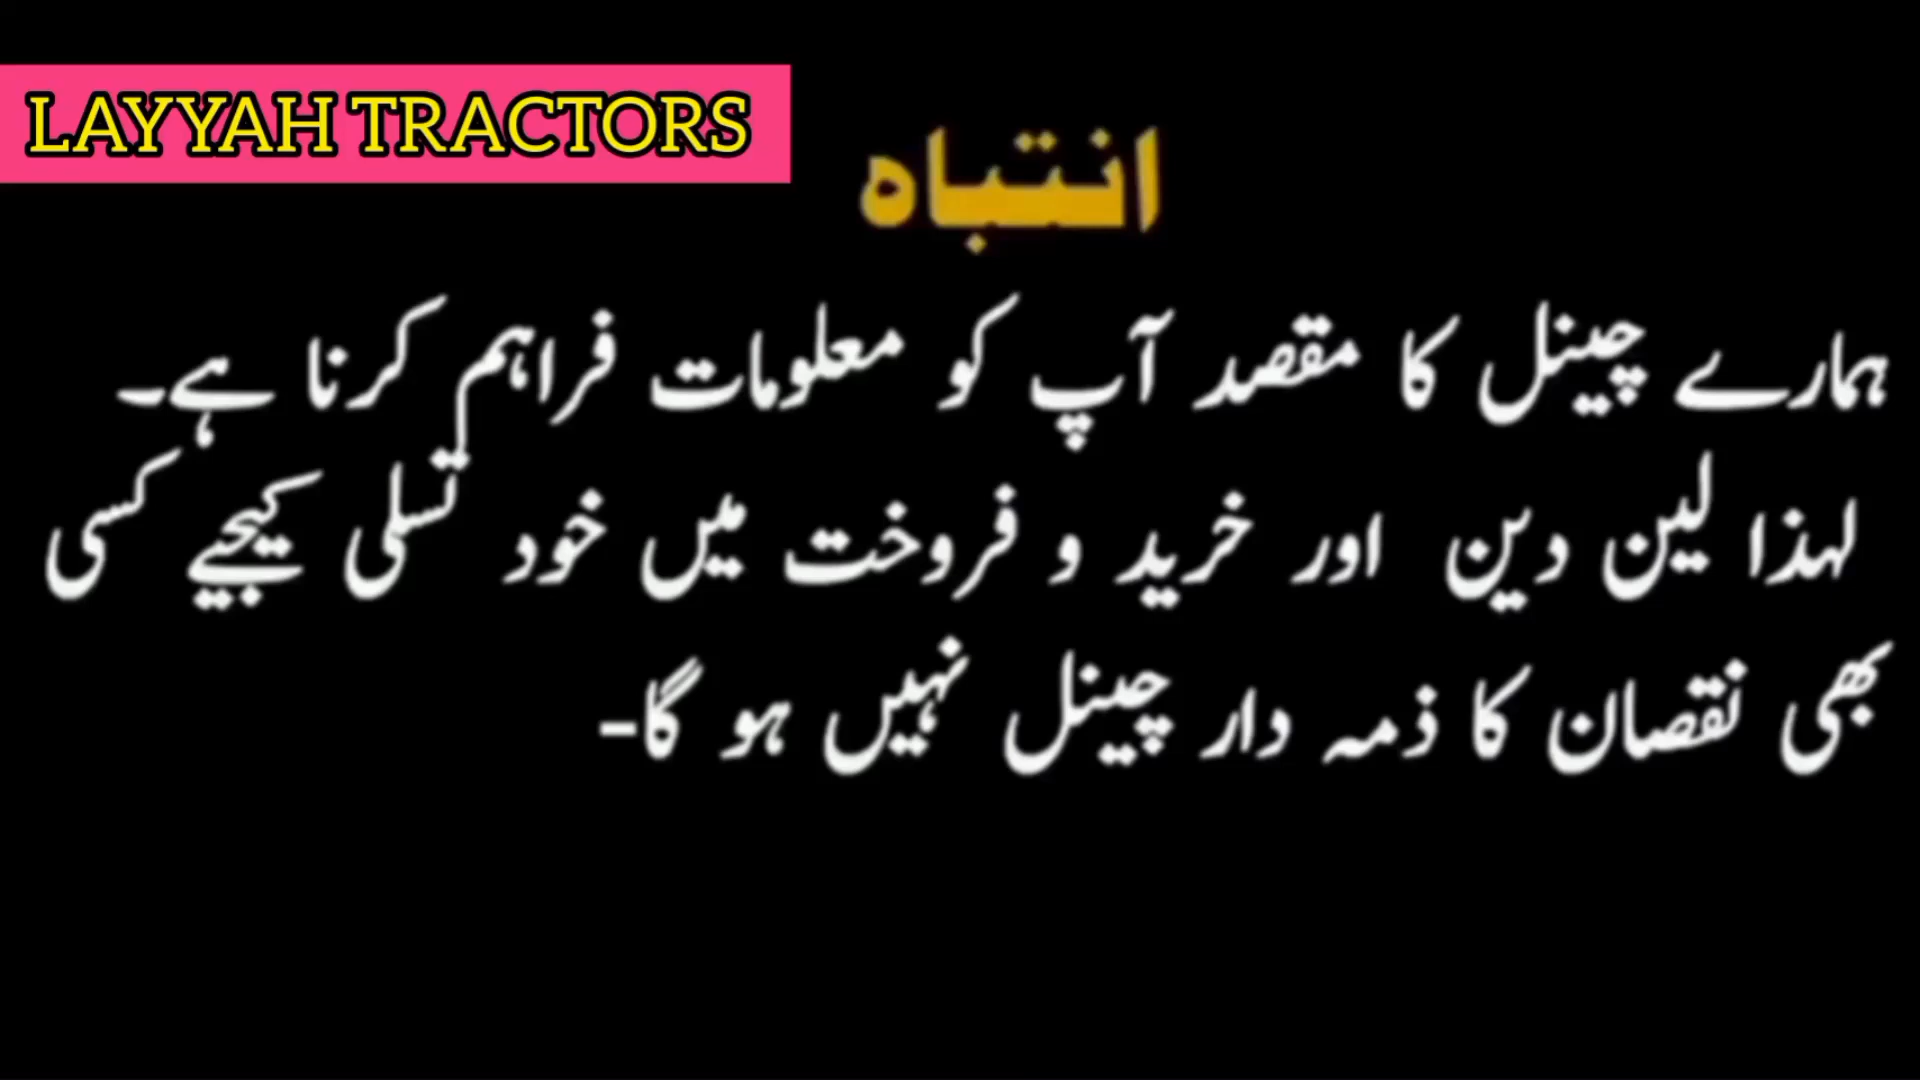 LAYYAH TRACTORS
انتباہ
ہمارے چینل کا مقصد آپ کو معلومات فراہم کرنا ہے۔
لہذا لین دین اور خرید و فروخت میں خود تسلی کیجیے کسی
بھی نقصان کا ذمہ دار چینل نہیں ہو گا-